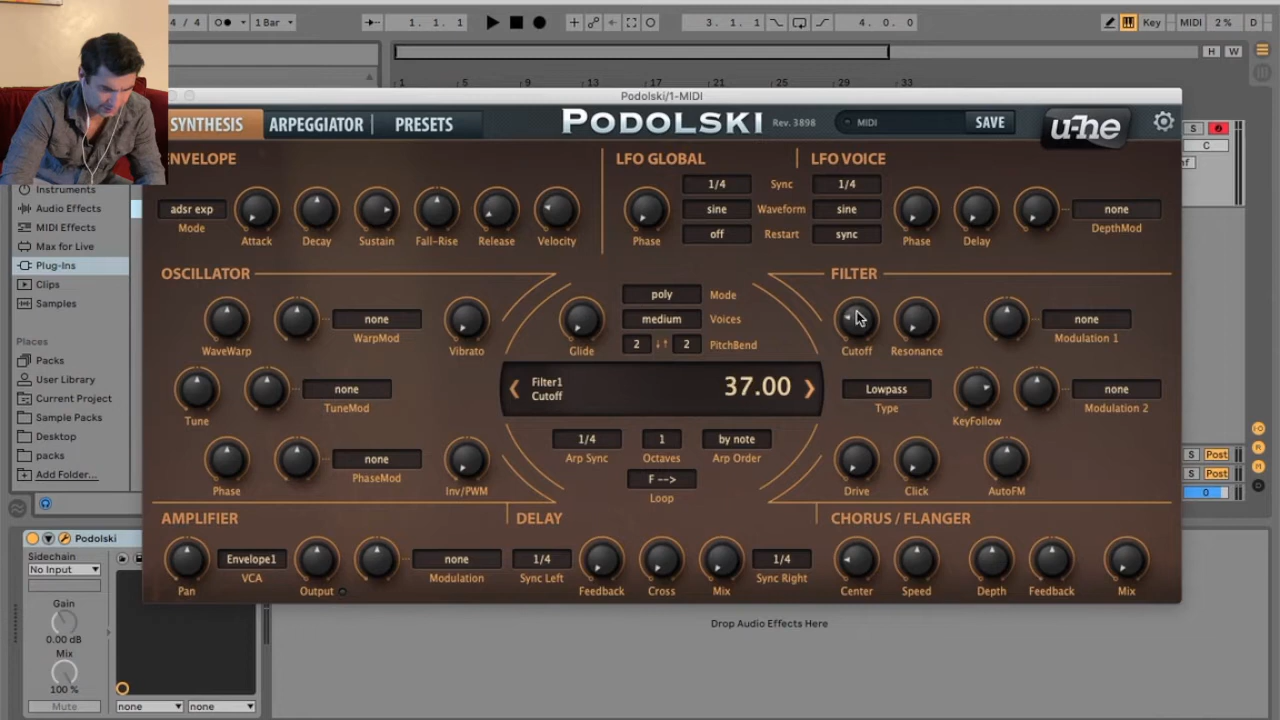 4 / 4
1 Bar
1. 1. 1
3. 1. 1
4. 0. 0
Key
MIDI
2 %
D
H
W
1
5
9
13
17
21
25
29
33
Podolski/1-MIDI
SYNTHESIS
ARPEGGIATOR
PRESETS
PODOLSKI
Rev. 3898
MIDI
SAVE
u-he
S
C
ef
Instruments
Audio Effects
MIDI Effects
Max for Live
Plug-Ins
Clips
Samples
Places
Packs
User Library
Current Project
Sample Packs
Desktop
packs
Add Folder...
ENVELOPE
adsr exp
Mode
Attack
Decay
Sustain
Fall-Rise
Release
Velocity
LFO GLOBAL
LFO VOICE
1/4
Sync
1/4
sine
Waveform
sine
off
Restart
sync
Phase
Phase
Delay
none
DepthMod
OSCILLATOR
WaveWarp
none
WarpMod
Vibrato
Tune
none
TuneMod
Phase
none
PhaseMod
Inv/PWM
poly
Mode
medium
Voices
2
2
PitchBend
Glide
Filter1
Cutoff
37.00
1/4
Arp Sync
1
Octaves
by note
Arp Order
F -->
Loop
FILTER
Cutoff
Resonance
none
Modulation 1
Lowpass
Type
KeyFollow
none
Modulation 2
Drive
Click
AutoFM
AMPLIFIER
Pan
Envelope1
VCA
Output
none
Modulation
DELAY
1/4
Sync Left
Feedback
Cross
Mix
1/4
Sync Right
CHORUS / FLANGER
Center
Speed
Depth
Feedback
Mix
S
Post
S
Post
0
Podolski
Sidechain
No Input
Gain
0.00 dB
Mix
100 %
Mute
none
none
Drop Audio Effects Here